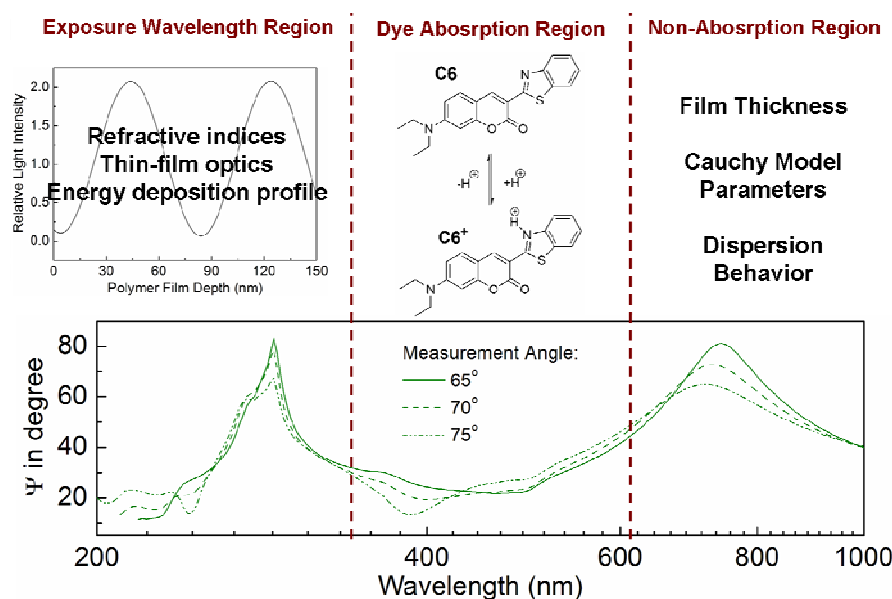 Exposure Wavelength Region
Dye Abosrption Region
Non-Abosrption Region
Relative Light Intensity
2.0
1.5
1.0
0.5
0.0
Refractive indices
Thin-film optics
Energy deposition profile
0 30 60 90 120 150
Polymer Film Depth (nm)
C6
N
S
N
O
O
-H⊕
+H⊕
C6⁺
⊕
H
N
S
N
O
O
Film Thickness
Cauchy Model
Parameters
Dispersion
Behavior
Ψ in degree
80
60
40
20
Measurement Angle:
65°
70°
75°
200 400 600 800 1000
Wavelength (nm)